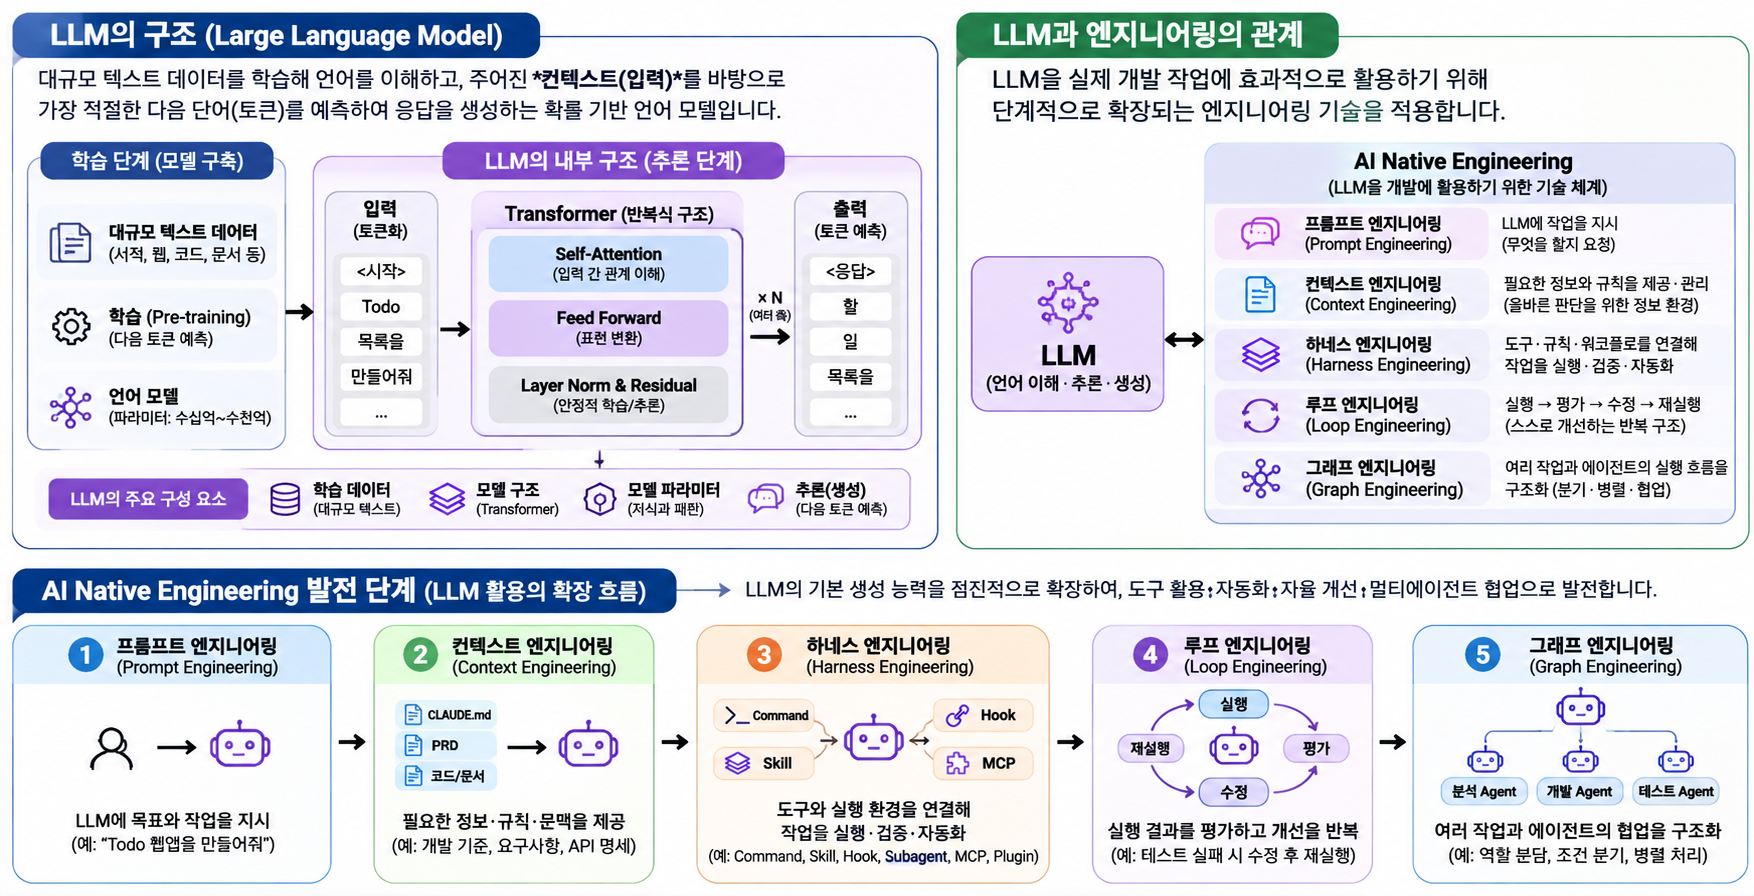 LLM의 구조 (Large Language Model)
대규모 텍스트 데이터를 학습해 언어를 이해하고, 주어진 *컨텍스트(입력)*를 바탕으로
가장 적절한 다음 단어(토큰)를 예측하여 응답을 생성하는 확률 기반 언어 모델입니다.
학습 단계 (모델 구축)
대규모 텍스트 데어터
(서적, 웹, 코드, 문서 등)
학습 (Pre-training)
(다음 토큰 예측)
언어 모델
(파라미터: 수십억~수천억)
LLM의 내부 구조 (추론 단계)
입력
(토큰화)
<시작>
Todo
목록을
만들어줘
...
Transformer (반복식 구조)
Self-Attention
(입력 간 관계 이해)
Feed Forward
(표런 변환)
Layer Norm & Residual
(안정적 학습/추론)
× N
(여터
출력
(토큰 예측)
<응답>
할
일
목록을
...
LLM의 주요 구성 요소
학습 데이터
(대규모 텍스트)
모델 구조
(Transformer)
모델 파라미터
(저식과 패판)
추론(생성)
(다음 토큰 예측)
LLM과 엔지니어링의 관계
LLM을 실제 개발 작업에 효과적으로 활용하기 위해
단계적으로 확장되는 엔지니어링 기술을 적용합니다.
LLM
(언어 이해·추론·생성)
AI Native Engineering
(LLM을 개발에 활용하기 위한 기술 체계)
프롬프트 엔지니어링
(Prompt Engineering)
LLM에 작업을 지시
(무엇을 할지 요청)
컨텍스트 엔지니어링
(Context Engineering)
필요한 정보와 규칙을 제공·관리
(올바른 판단을 위한 정보 환경)
하네스 엔지니어링
(Harness Engineering)
도구·규칙·워코플로를 연결해
작업을 실행·검증·자동화
루프 엔지니어링
(Loop Engineering)
실행 → 평가 → 수정 → 재실행
(스스로 개선하는 반복 구조)
그래프 엔지니어링
(Graph Engineering)
여리 작업과 에이전트의 실행 흐름을
구조화 (분기·병렬·협업)
AI Native Engineering 발전 단계 (LLM 활용의 확장 흐름)
LLM의 기본 생성 능력을 점진적으로 확장하여, 도구 활용:자동화:자율 개선:멀티에이전트 협업으로 발전합니다.
1 프롬프트 엔지니어링
(Prompt Engineering)
LLM에 목표와 작업을 지시
(예: “Todo 웹앱을 만들어줘”)
2 컨텍스트 엔지니어링
(Context Engineering)
CLAUDE.md
PRD
코드/문서
필요한 정보·규칙·문맥을 제공
(예: 개발 기준, 요구사항, API 명세)
3 하네스 엔지니어링
(Harness Engineering)
Command
Skill
Hook
MCP
도구와 실행 환경을 연결해
작업을 실행·검증·자동화
(예: Command, Skill, Hook, Subagent, MCP, Plugin)
4 루프 엔지니어링
(Loop Engineering)
실행
재설행
평가
수정
실행 결과를 평가하고 개선을 반복
(예: 테스트 실패 시 수정 후 재실행)
5 그래프 엔지니어링
(Graph Engineering)
분석 Agent
개발 Agent
테스트 Agent
여러 작업과 에이전트의 협업을 구조화
(예: 역할 분담, 조건 분기, 병렬 처리)